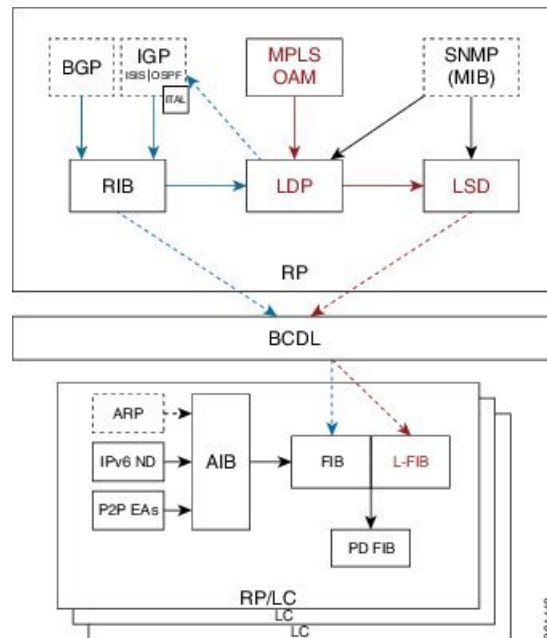 BGP
IGP
ISIS|OSPF
ITAL
MPLS
OAM
SNMP
(MIB)
RIB
LDP
LSD
RP
BCDL
ARP
IPv6 ND
P2P EAs
AIB
FIB
L-FIB
PD FIB
RP/LC
LC
LC